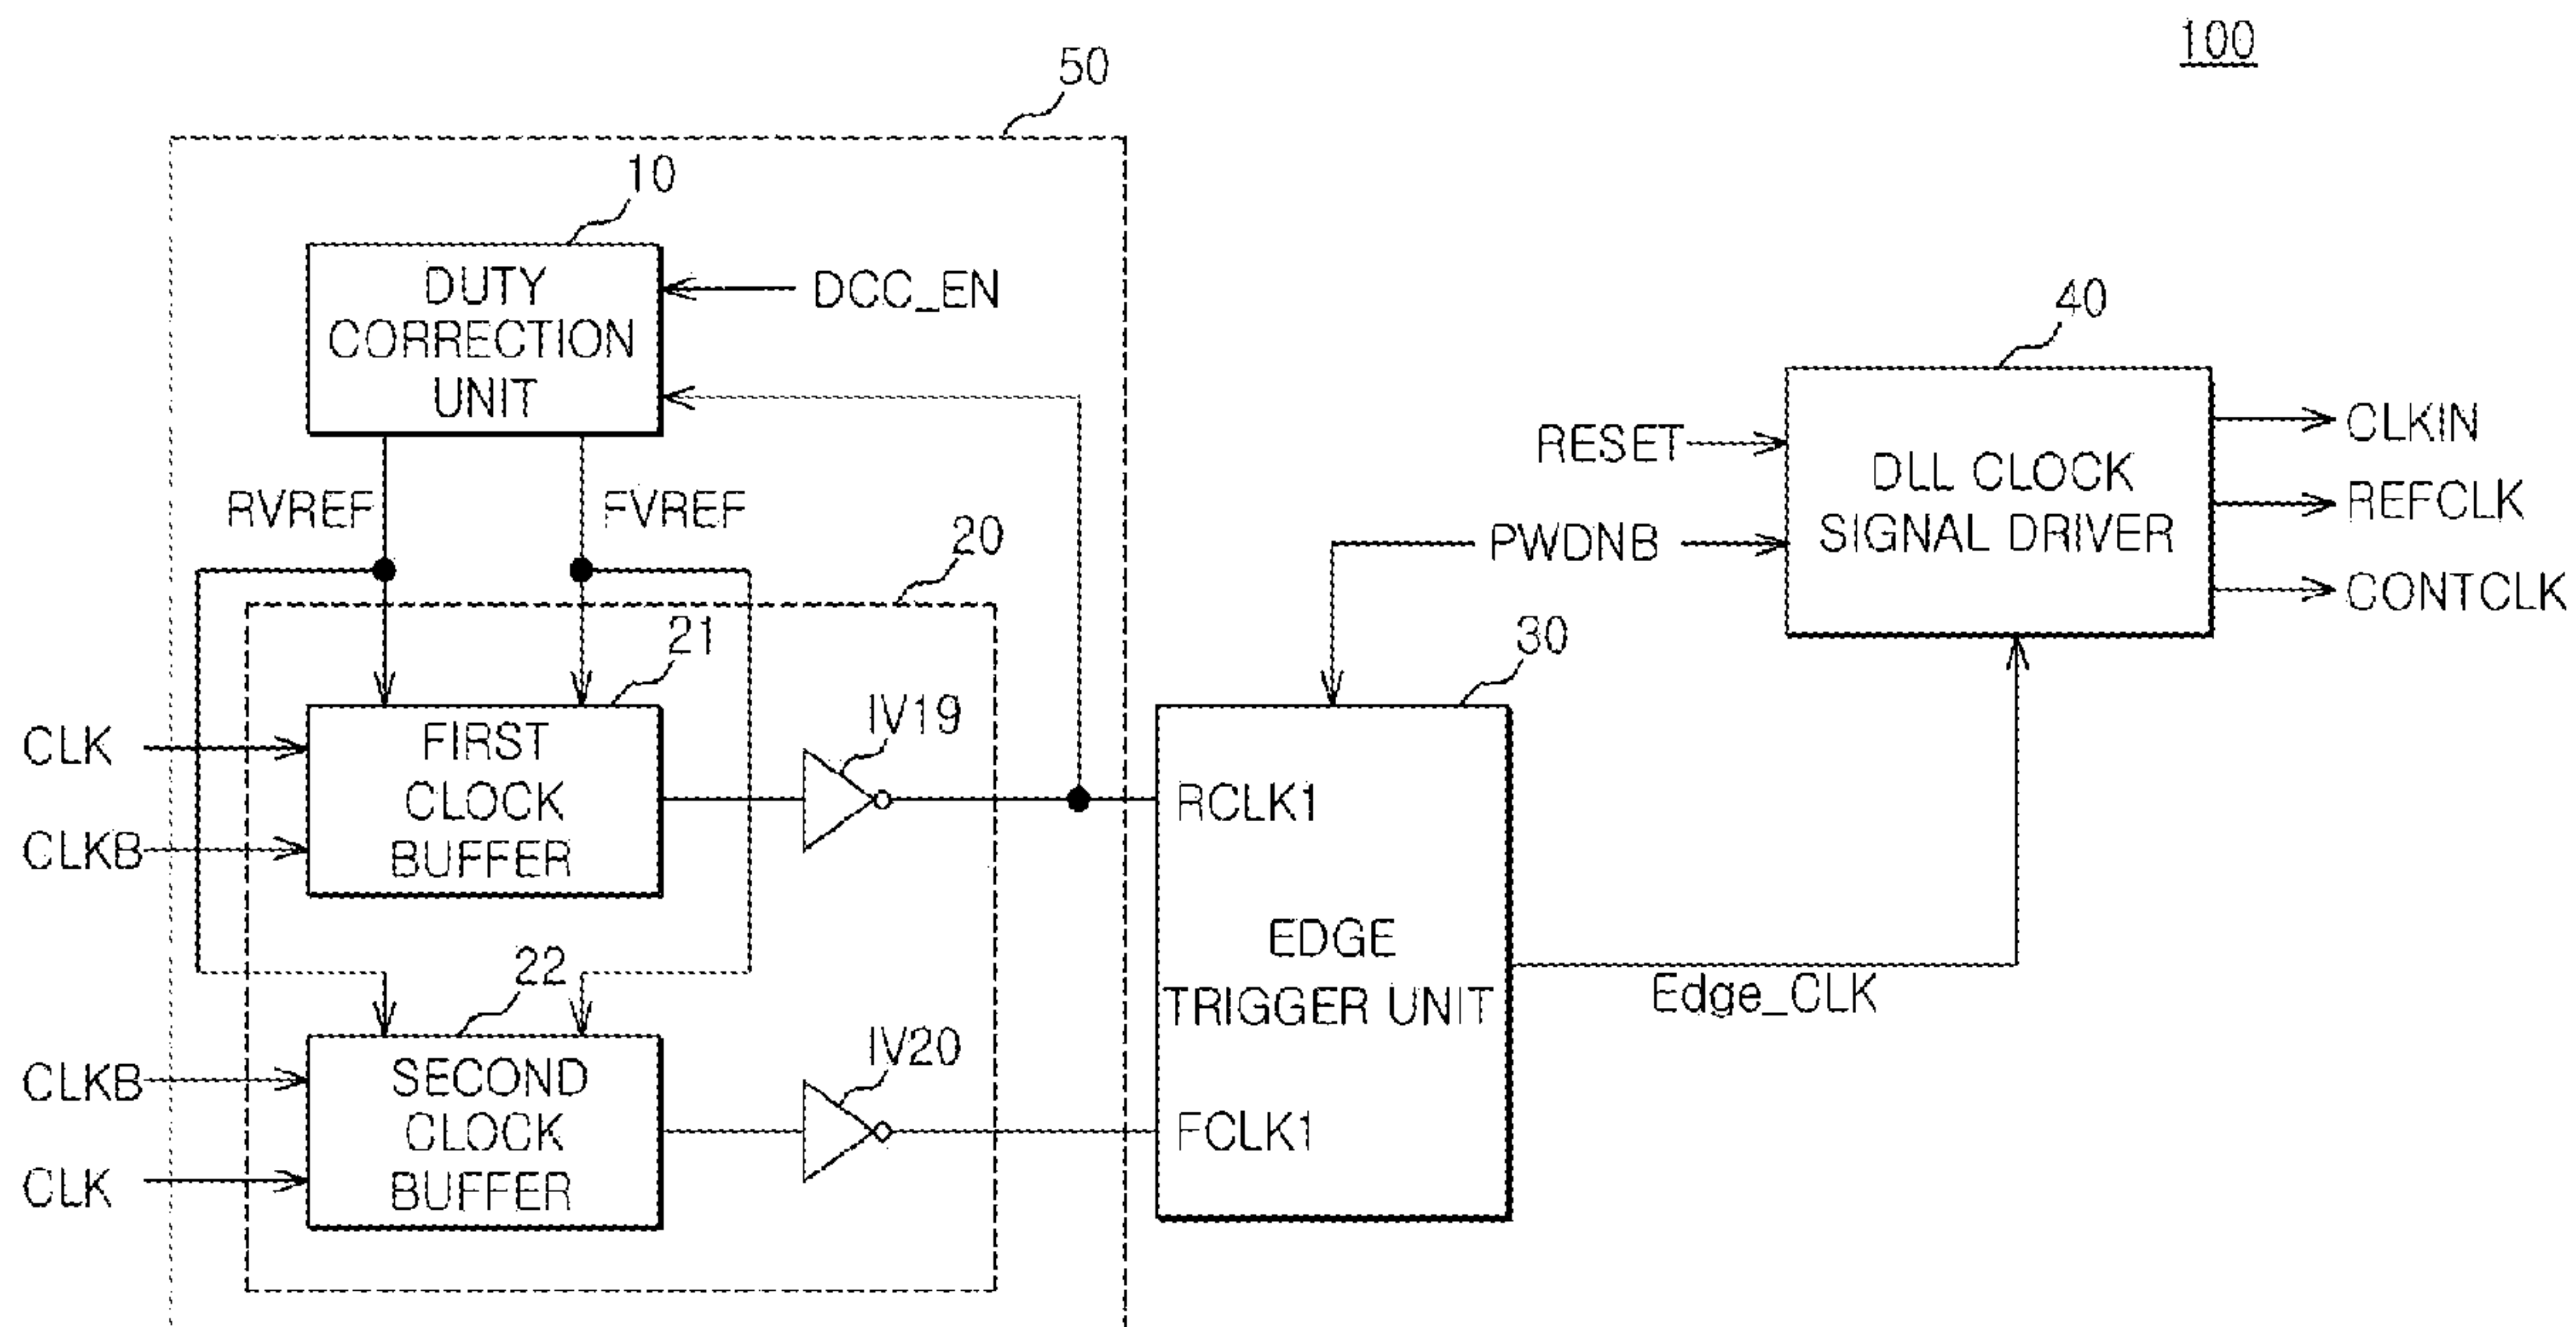 100
50
10
DUTY
CORRECTION
UNIT
DCC_EN
40
RESET
DLL CLOCK
SIGNAL DRIVER
CLKIN
REFCLK
CONTCLK
RVREF
FVREF
PWDNB
20
21
30
CLK
CLKB
FIRST
CLOCK
BUFFER
IV19
RCLK1
EDGE
TRIGGER UNIT
Edge_CLK
22
CLKB
CLK
SECOND
CLOCK
BUFFER
IV20
FCLK1